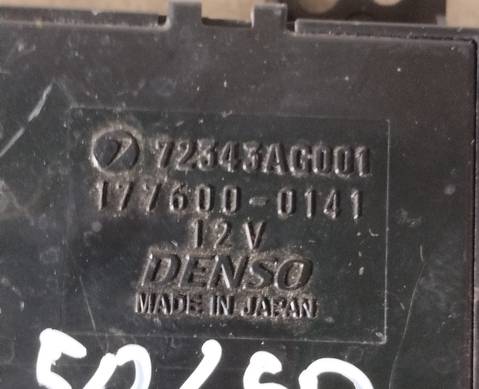 72343AG001
177600-0141
12V
DENSO
MADE IN JAPAN